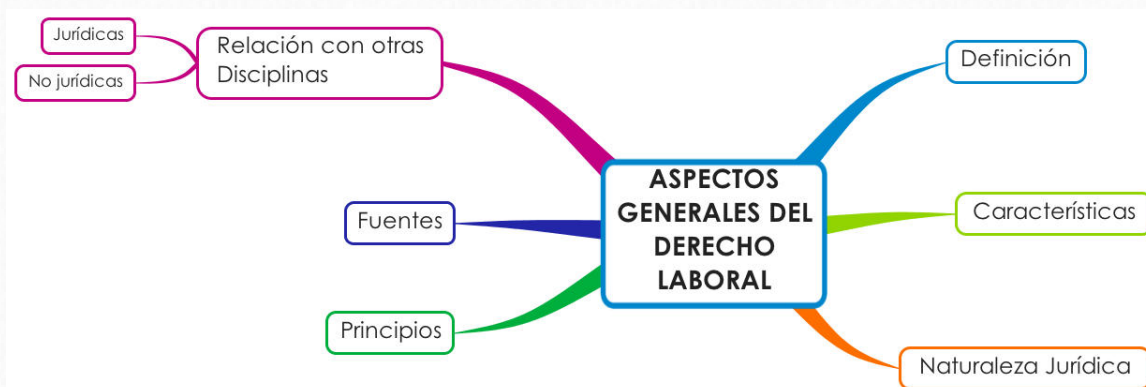 Jurídicas
No jurídicas
Relación con otras
Disciplinas
Definición
ASPECTOS
GENERALES DEL
DERECHO
LABORAL
Fuentes
Características
Principios
Naturaleza Jurídica